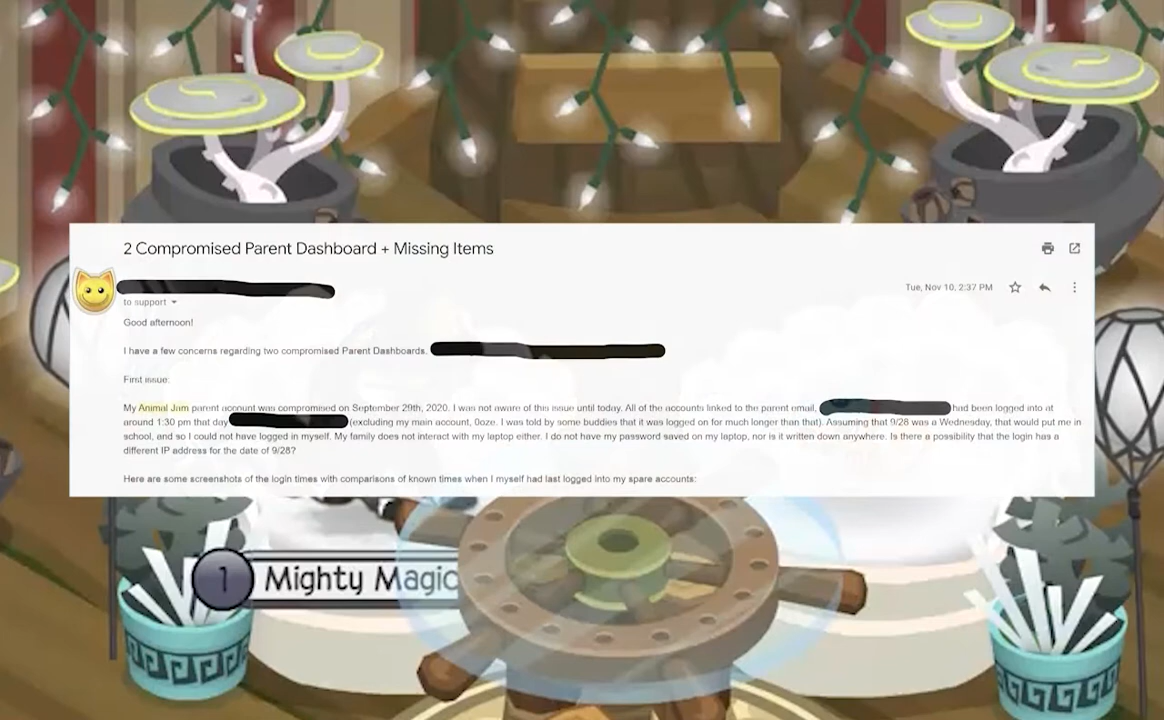 2 Compromised Parent Dashboard + Missing Items
Tue, Nov 10, 2:37 PM
to support
Good afternoon!
I have a few concerns regarding two compromised Parent Dashboards.
First issue:
My Animal Jam parent account was compromised on September 29th, 2020. I was not aware of this issue until today. All of the accounts linked to the parent email, had been logged into at
around 1:30 pm that day (excluding my main account, 0oze. I was told by some buddies that it was logged on for much longer than that). Assuming that 9/28 was a Wednesday, that would put me in
school, and so I could not have logged in myself. My family does not interact with my laptop either. I do not have my password saved on my laptop, nor is it written down anywhere. Is there a possibility that the login has a
different IP address for the date of 9/28?
Here are some screenshots of the login times with comparisons of known times when I myself had last logged into my spare accounts:
1 Mighty Magic